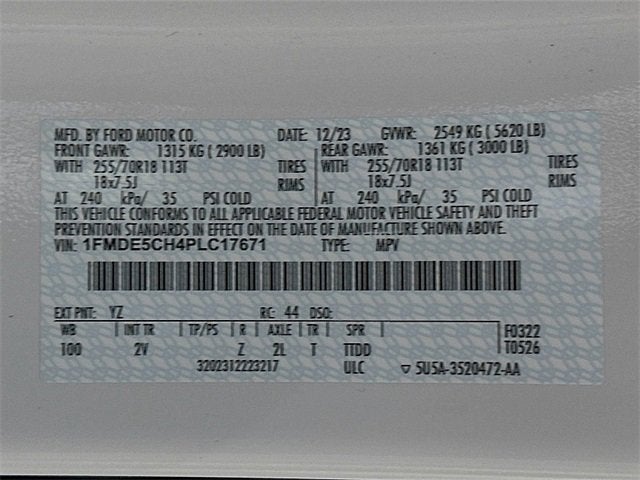 MFD. BY FORD MOTOR CO. DATE: 12/23 GVWR: 2549 KG ( 5620 LB)
FRONT GAWR: 1315 KG ( 2900 LB) REAR GAWR: 1361 KG ( 3000 LB)
WITH 255/70R18 113T TIRES WITH 255/70R18 113T TIRES
18x7.5J RIMS 18x7.5J RIMS
AT 240 kPa/ 35 PSI COLD AT 240 kPa/ 35 PSI COLD
THIS VEHICLE CONFORMS TO ALL APPLICABLE FEDERAL MOTOR VEHICLE SAFETY AND THEFT
PREVENTION STANDARDS IN EFFECT ON THE DATE OF MANUFACTURE SHOWN ABOVE.
VIN: 1FMDE5CH4PLC17671 TYPE: MPV
EXT PNT: YZ RC: 44 DSO:
WB INT TR TP/PS R AXLE TR SPR F0322
100 2V Z 2L T TTDD T0526
3202312223217 ULC ▽ 5U5A-3520472-AA